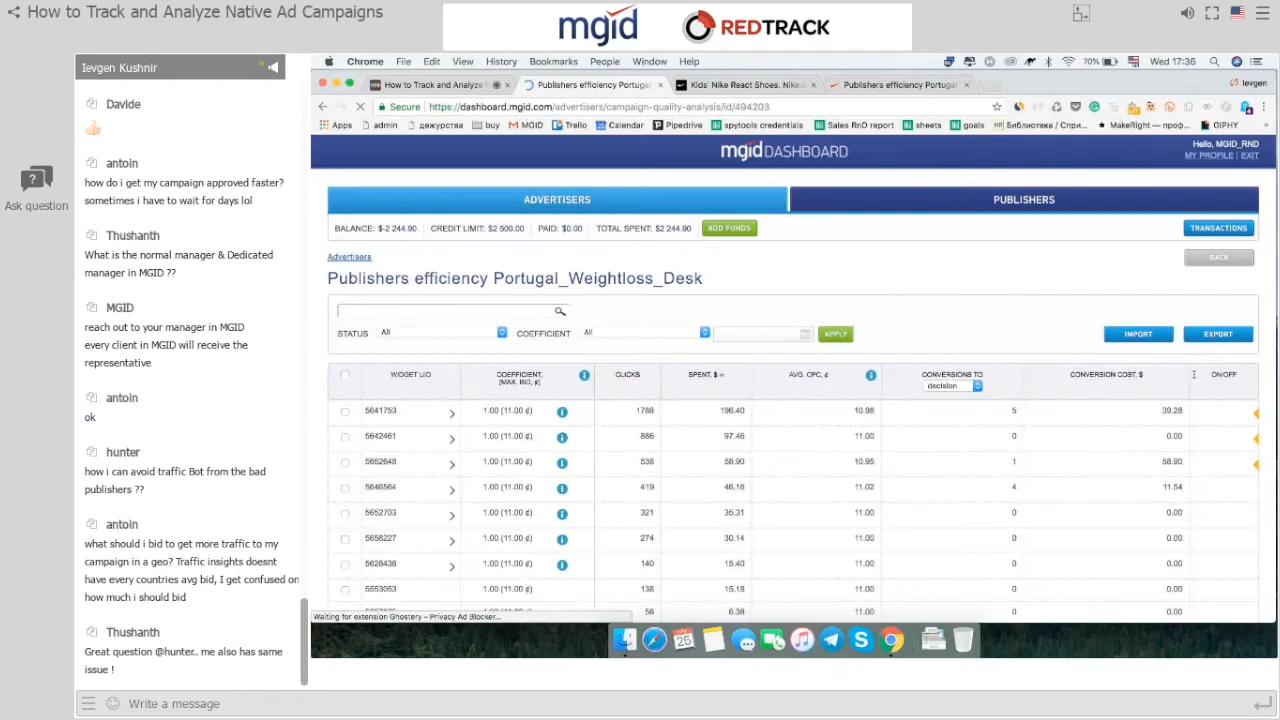 How to Track and Analyze Native Ad Campaigns
mgid REDTRACK
Ievgen Kushnir
Davide
antoin
how do i get my campaign approved faster?
sometimes i have to wait for days lol
Thushanth
What is the normal manager & Dedicated
manager in MGID ??
MGID
reach out to your manager in MGID
every client in MGID will receive the
representative
antoin
ok
hunter
how i can avoid traffic Bot from the bad
publishers ??
antoin
what should i bid to get more traffic to my
campaign in a geo? Traffic insights doesnt
have every countries avg bid, I get confused on
how much i should bid
Thushanth
Great question @hunter.. me also has same
issue !
Write a message
Ask question
Chrome File Edit View History Bookmarks People Window Help
70% Wed 17:36
How to Track and Analyze N Publishers efficiency Portugal Kids' Nike React Shoes. Nike.c Publishers efficiency Portugal
Ievgen
Secure https://dashboard.mgid.com/advertisers/campaign-quality-analysis/id/494203
Apps admin дежурства buy MGID Trello Calendar Pipedrive spytools credentials Sales RnD report sheets goals Библиотека / Спри... MakeRight — проф... GIPHY
mgid DASHBOARD
Hello, MGID_RND
MY PROFILE | EXIT
ADVERTISERS PUBLISHERS
BALANCE: $-2 244.90 CREDIT LIMIT: $2 500.00 PAID: $0.00 TOTAL SPENT: $2 244.90 ADD FUNDS TRANSACTIONS
Advertisers
BACK
Publishers efficiency Portugal_Weightloss_Desk
STATUS All COEFFICIENT All APPLY IMPORT EXPORT
WIDGET UID COEFFICIENT, (MAX. BID, ¢) CLICKS SPENT, $ AVG. CPC, ¢ CONVERSIONS TO decision CONVERSION COST, $ ON/OFF
5641753 1.00 (11.00 ¢) 1788 196.40 10.98 5 39.28
5642461 1.00 (11.00 ¢) 886 97.46 11.00 0 0.00
5652648 1.00 (11.00 ¢) 538 58.90 10.95 1 58.90
5646564 1.00 (11.00 ¢) 419 46.16 11.02 4 11.54
5652703 1.00 (11.00 ¢) 321 35.31 11.00 0 0.00
5658227 1.00 (11.00 ¢) 274 30.14 11.00 0 0.00
5628436 1.00 (11.00 ¢) 140 15.40 11.00 0 0.00
5553053 1.00 (11.00 ¢) 138 15.18 11.00 0 0.00
58 6.38 11.00 0 0.00
Waiting for extension Ghostery – Privacy Ad Blocker...